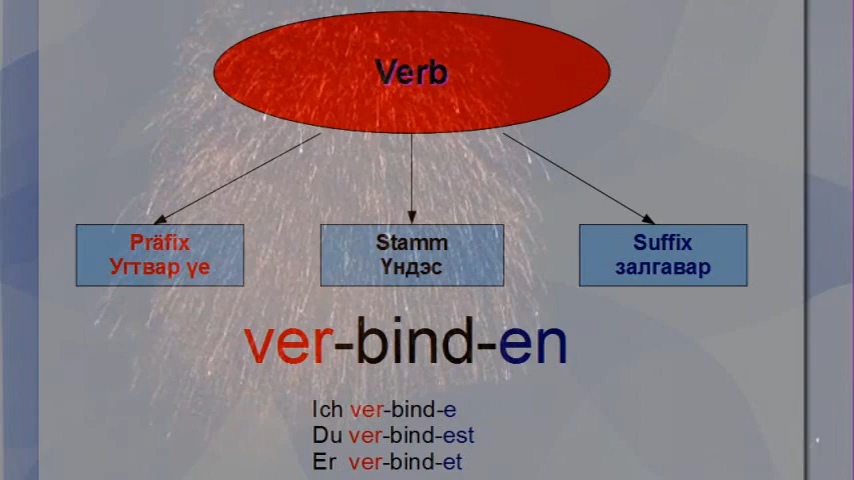 Verb
Präfix
Угтвар үе
Stamm
Үндэс
Suffix
залгавар
ver-bind-en
Ich ver-bind-e
Du ver-bind-est
Er ver-bind-et